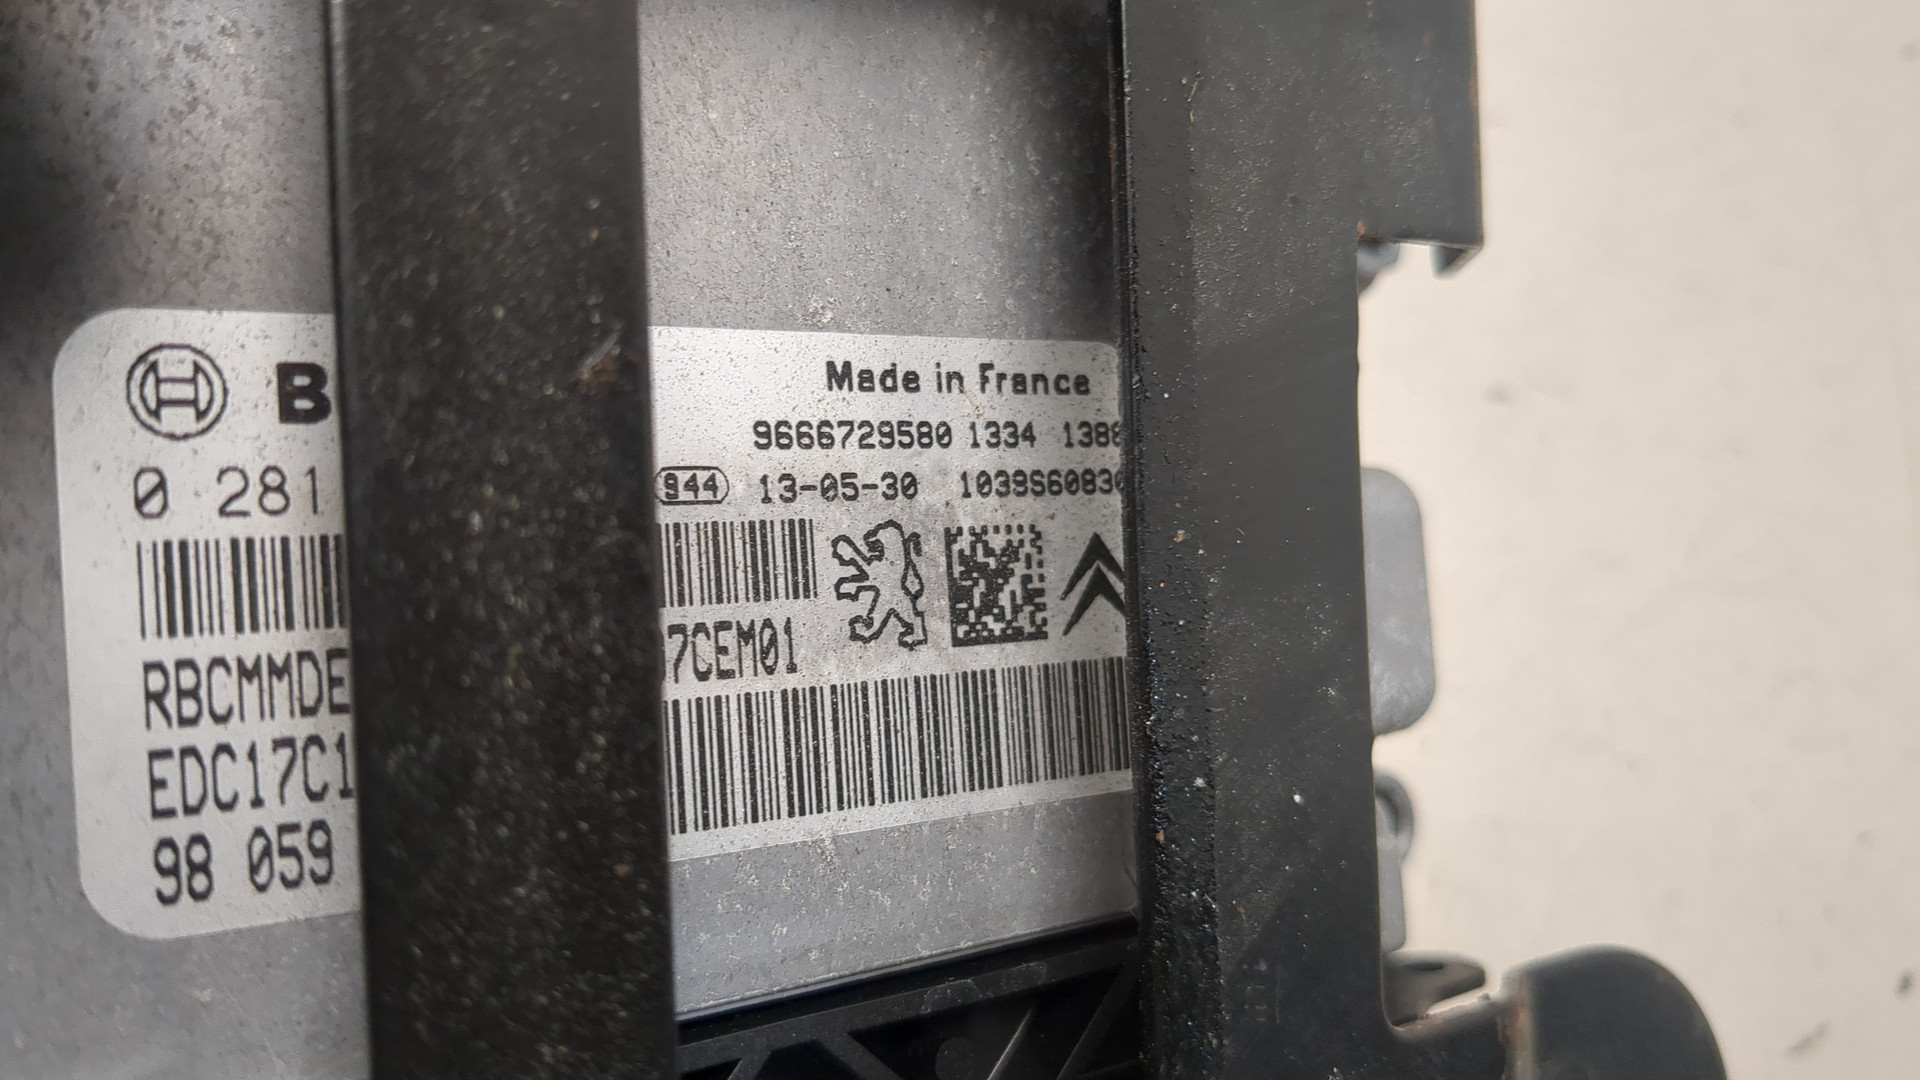 B
Made in France
9666729580 1334 1388
0 281
944 13-05-30 1039S60830
7CEM01
RBCMMDE
EDC17C1
98 059